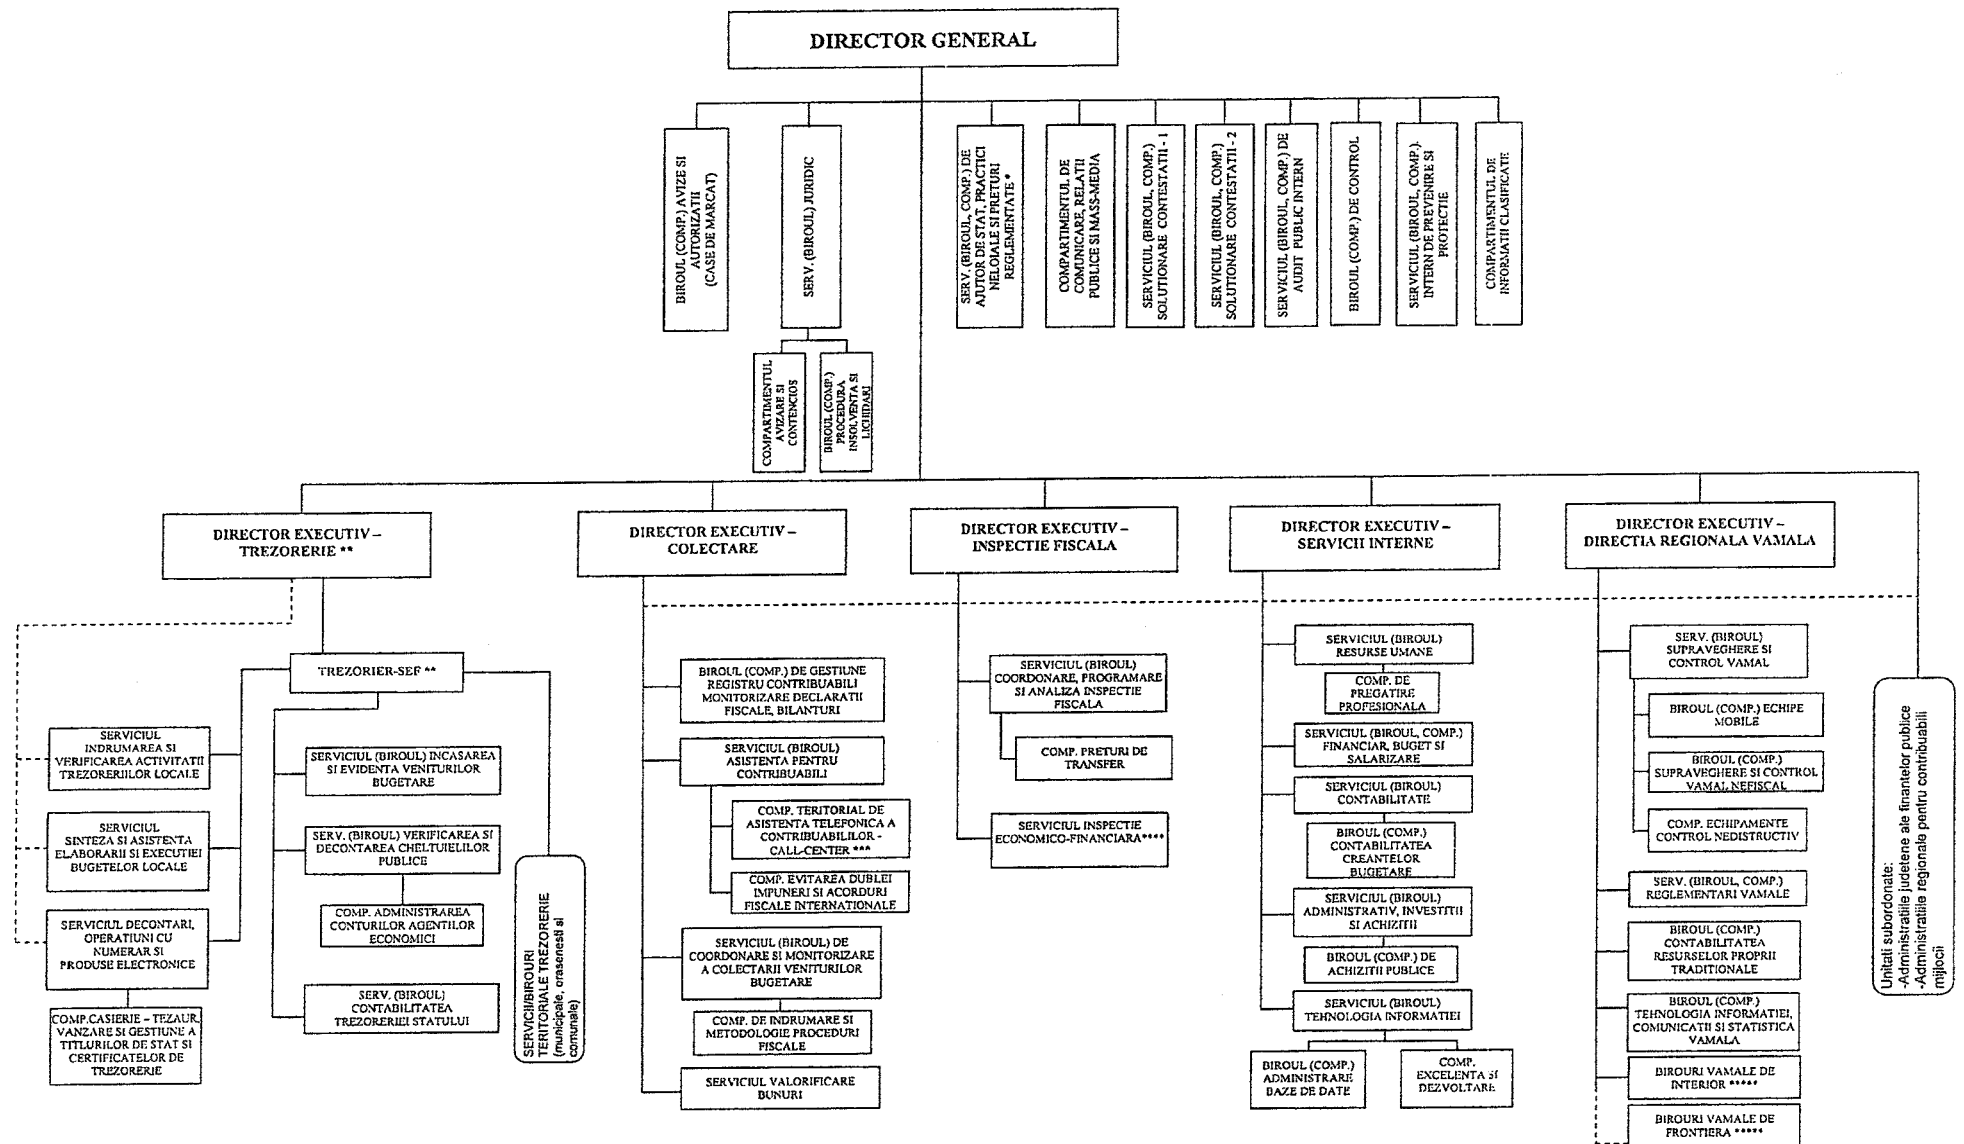 DIRECTOR GENERAL
BIROUL (COMP.) AVIZE SI
AUTORIZATII
(CASE DE MARCAT)
SERV. (BIROUL) JURIDIC
SERV. (BIROUL, COMP.) DE
AJUTOR DE STAT, PRACTICI
NELOIALE SI PRETURI
REGLEMENTATE *
COMPARTIMENTUL DE
COMUNICARE, RELATII
PUBLICE SI MASS-MEDIA
SERVICIUL (BIROUL, COMP.)
SOLUTIONARE CONTESTATII - 1
SERVICIUL (BIROUL, COMP.)
SOLUTIONARE CONTESTATII - 2
SERVICIUL (BIROUL, COMP.) DE
AUDIT PUBLIC INTERN
BIROUL (COMP.) DE CONTROL
SERVICIUL (BIROUL, COMP.)
INTERN DE PREVENIRE SI
PROTECTIE
COMPARTIMENTUL DE
INFORMATII CLASIFICATE
COMPARTIMENTUL
AVIZARE SI
CONTENCIOS
BIROUL (COMP.)
PROCEDURA
INSOLVENTA SI
LICHIDARI
DIRECTOR EXECUTIV –
TREZORERIE **
DIRECTOR EXECUTIV –
COLECTARE
DIRECTOR EXECUTIV –
INSPECTIE FISCALA
DIRECTOR EXECUTIV –
SERVICII INTERNE
DIRECTOR EXECUTIV –
DIRECTIA REGIONALA VAMALA
TREZORIER-SEF **
SERVICIUL
INDRUMAREA SI
VERIFICAREA ACTIVITATII
TREZORERIILOR LOCALE
SERVICIUL
SINTEZA SI ASISTENTA
ELABORARII SI EXECUTIEI
BUGETELOR LOCALE
SERVICIUL DECONTARI,
OPERATIUNI CU
NUMERAR SI
PRODUSE ELECTRONICE
COMP.CASIERIE – TEZAUR,
VANZARE SI GESTIUNE A
TITLURILOR DE STAT SI
CERTIFICATELOR DE
TREZORERIE
SERVICIUL (BIROU) INCASAREA
SI EVIDENTA VENITURILOR
BUGETARE
SERV. (BIROUL) VERIFICAREA SI
DECONTAREA CHELTUIELILOR
PUBLICE
COMP. ADMINISTRAREA
CONTURILOR AGENTILOR
ECONOMICI
SERV. (BIROUL)
CONTABILITATEA
TREZORERIEI STATULUI
SERVICII/BIROURI
TERITORIALE TREZORERIE
(municipale, orasenesti si
comunale)
BIROUL (COMP.) DE GESTIUNE
REGISTRU CONTRIBUABILI
MONITORIZARE DECLARATII
FISCALE, BILANTURI
SERVICIUL (BIROUL)
ASISTENTA PENTRU
CONTRIBUABILI
COMP. TERITORIAL DE
ASISTENTA TELEFONICA A
CONTRIBUABILILOR -
CALL-CENTER ***
COMP. EVITAREA DUBLEI
IMPUNERI SI ACORDURI
FISCALE INTERNATIONALE
SERVICIUL (BIROUL) DE
COORDONARE SI MONITORIZARE
A COLECTARII VENITURILOR
BUGETARE
COMP. DE INDRUMARE SI
METODOLOGIE PROCEDURI
FISCALE
SERVICIUL VALORIFICARE
BUNURI
SERVICIUL (BIROUL)
COORDONARE, PROGRAMARE
SI ANALIZA INSPECTIE
FISCALA
COMP. PRETURI DE
TRANSFER
SERVICIUL INSPECTIE
ECONOMICO-FINANCIARA****
SERVICIUL (BIROUL)
RESURSE UMANE
COMP. DE
PREGATIRE
PROFESIONALA
SERVICIUL (BIROUL, COMP.)
FINANCIAR, BUGET SI
SALARIZARE
SERVICIUL (BIROUL)
CONTABILITATE
BIROUL (COMP.)
CONTABILITATEA
CREANTELOR
BUGETARE
SERVICIUL (BIROUL)
ADMINISTRATIV, INVESTITII
SI ACHIZITII
BIROUL (COMP.) DE
ACHIZITII PUBLICE
SERVICIUL (BIROUL)
TEHNOLOGIA INFORMATIEI
BIROUL (COMP.)
ADMINISTRARE
BAZE DE DATE
COMP.
EXCELENTA SI
DEZVOLTARE
SERV. (BIROUL)
SUPRAVEGHERE SI
CONTROL VAMAL
BIROUL (COMP.) ECHIPE
MOBILE
BIROUL (COMP.)
SUPRAVEGHERE SI CONTROL
VAMAL NEFISCAL
COMP. ECHIPAMENTE
CONTROL NEDISTRUCTIV
SERV. (BIROUL, COMP.)
REGLEMENTARI VAMALE
BIROUL (COMP.)
CONTABILITATEA
RESURSELOR PROPRII
TRADITIONALE
BIROUL (COMP.)
TEHNOLOGIA INFORMATIEI,
COMUNICATII SI STATISTICA
VAMALA
BIROURI VAMALE DE
INTERIOR *****
BIROURI VAMALE DE
FRONTIERA *****
Unitati subordonate:
-Administratiile judetene ale finantelor publice
-Administratiile regionale pentru contribuabili
mijlocii